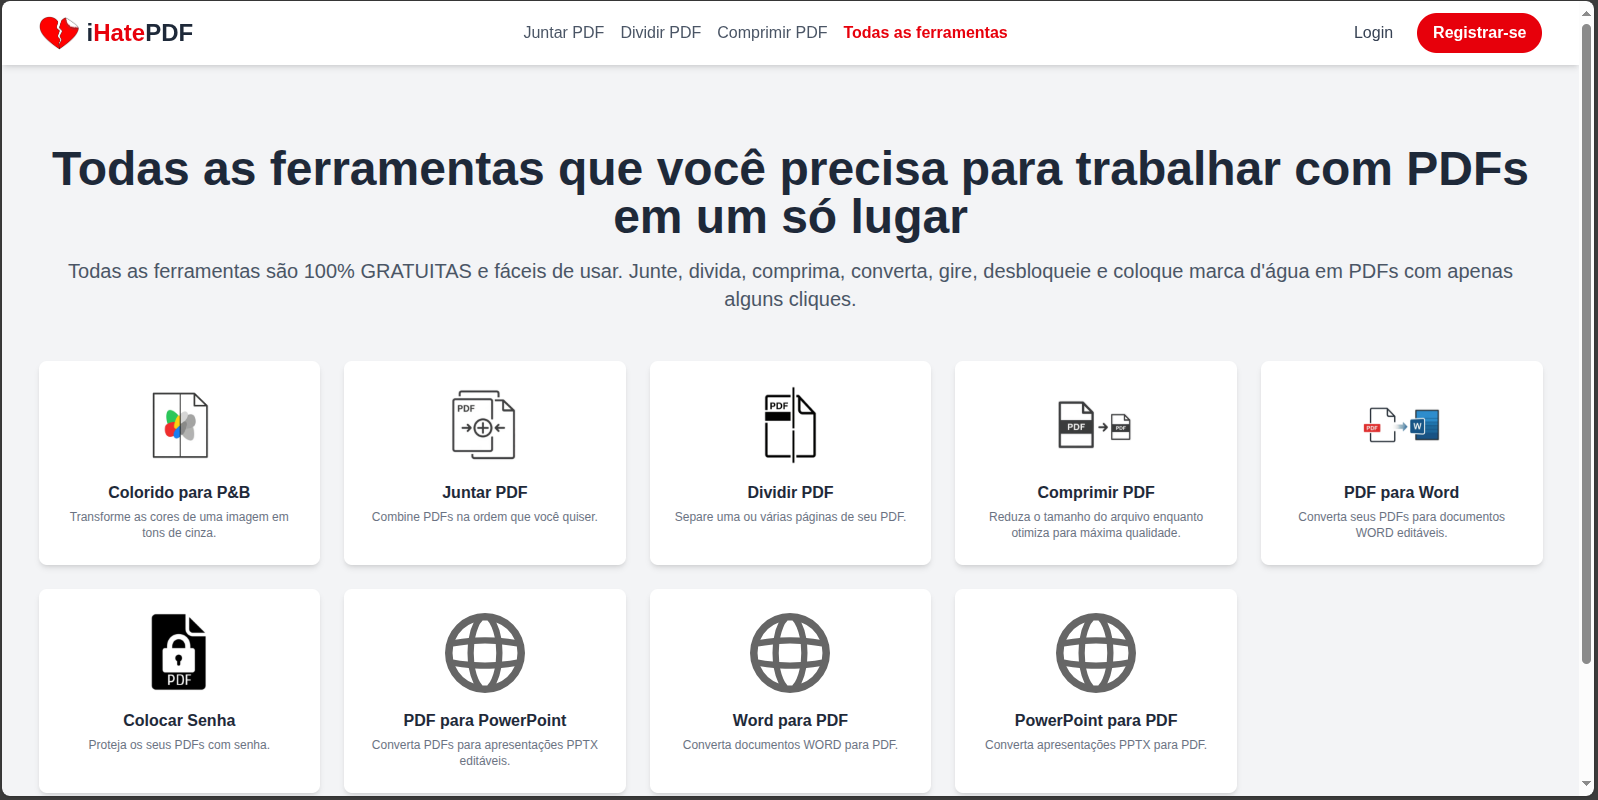 iHatePDF
Juntar PDF
Dividir PDF
Comprimir PDF
Todas as ferramentas
Login
Registrar-se
Todas as ferramentas que você precisa para trabalhar com PDFs
em um só lugar
Todas as ferramentas são 100% GRATUITAS e fáceis de usar. Junte, divida, comprima, converta, gire, desbloqueie e coloque marca d'água em PDFs com apenas
alguns cliques.
Colorido para P&B
Transforme as cores de uma imagem em
tons de cinza.
PDF
Juntar PDF
Combine PDFs na ordem que você quiser.
PDF
Dividir PDF
Separe uma ou várias páginas de seu PDF.
PDF
PDF
Comprimir PDF
Reduza o tamanho do arquivo enquanto
otimiza para máxima qualidade.
PDF
W
PDF para Word
Converta seus PDFs para documentos
WORD editáveis.
PDF
Colocar Senha
Proteja os seus PDFs com senha.
PDF para PowerPoint
Converta PDFs para apresentações PPTX
editáveis.
Word para PDF
Converta documentos WORD para PDF.
PowerPoint para PDF
Converta apresentações PPTX para PDF.